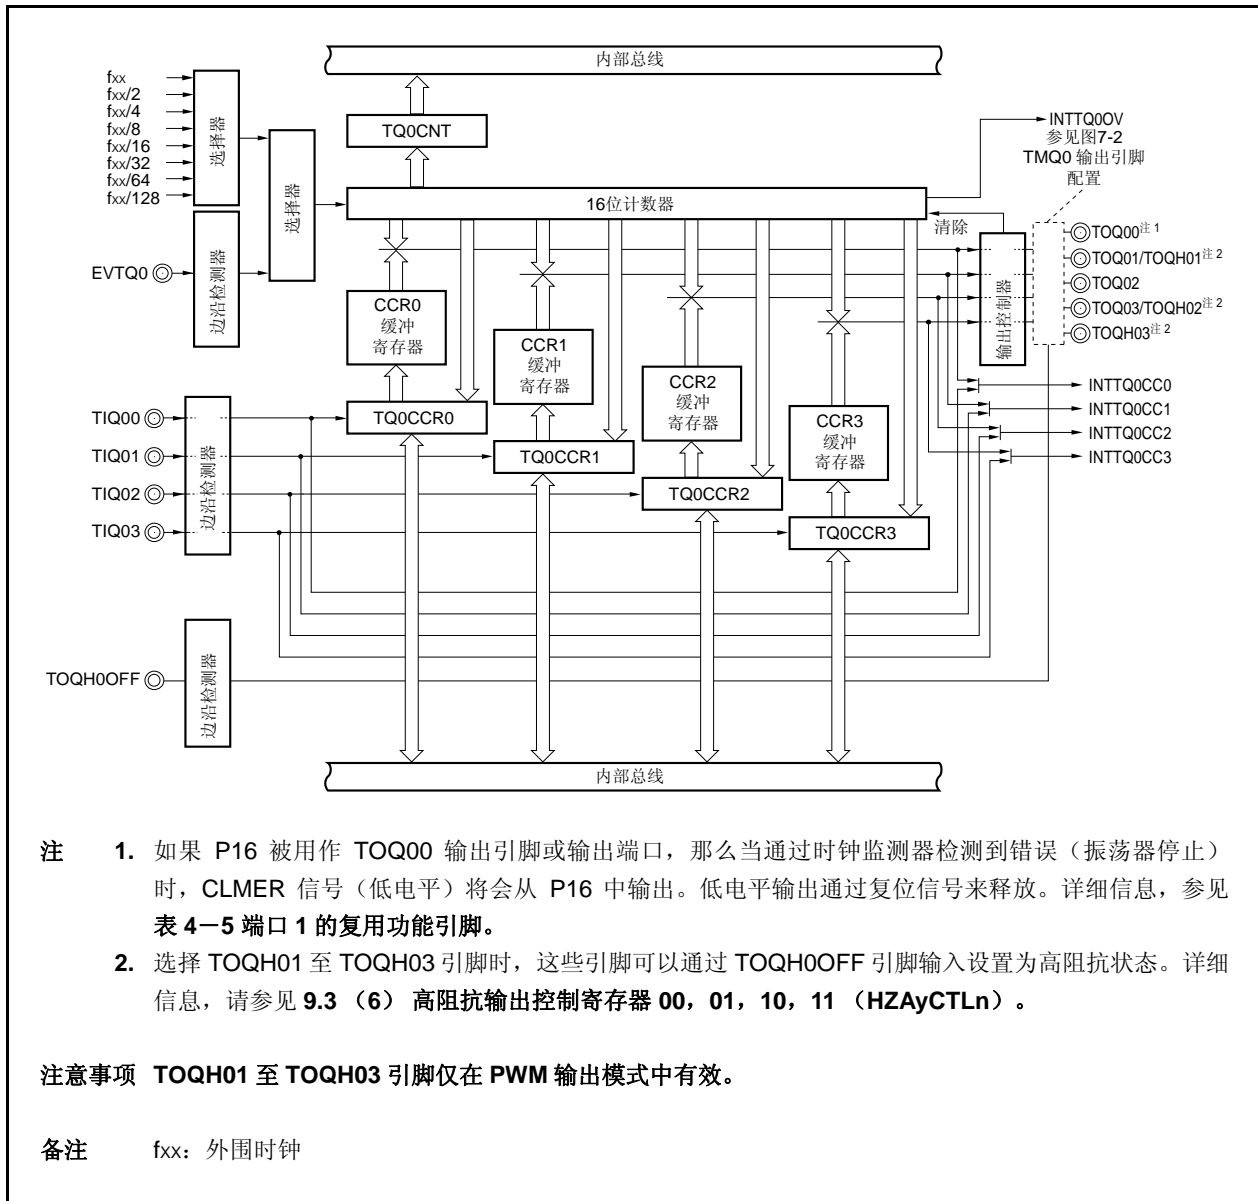 内部总线
fxx
fxx/2
fxx/4
fxx/8
fxx/16
fxx/32
fxx/64
fxx/128
选择器
选择器
TQ0CNT
INTTQ0OV
参见图7-2
TMQ0 输出引脚
配置
16位计数器
清除
EVTQ0
边沿检测器
CCR0
缓冲
寄存器
CCR1
缓冲
寄存器
CCR2
缓冲
寄存器
CCR3
缓冲
寄存器
输出控制器
TOQ00注 1
TOQ01/TOQH01注 2
TOQ02
TOQ03/TOQH02注 2
TOQH03注 2
TIQ00
TIQ01
TIQ02
TIQ03
边沿检测器
TQ0CCR0
TQ0CCR1
TQ0CCR2
TQ0CCR3
INTTQ0CC0
INTTQ0CC1
INTTQ0CC2
INTTQ0CC3
TOQH0OFF
边沿检测器
内部总线
注 1. 如果 P16 被用作 TOQ00 输出引脚或输出端口，那么当通过时钟监测器检测到错误（振荡器停止）
时，CLMER 信号（低电平）将会从 P16 中输出。低电平输出通过复位信号来释放。详细信息，参见
表 4－5 端口 1 的复用功能引脚。
2. 选择 TOQH01 至 TOQH03 引脚时，这些引脚可以通过 TOQH0OFF 引脚输入设置为高阻抗状态。详细
信息，请参见 9.3 （6） 高阻抗输出控制寄存器 00，01，10，11 （HZAyCTLn）。
注意事项 TOQH01 至 TOQH03 引脚仅在 PWM 输出模式中有效。
备注 fxx：外围时钟